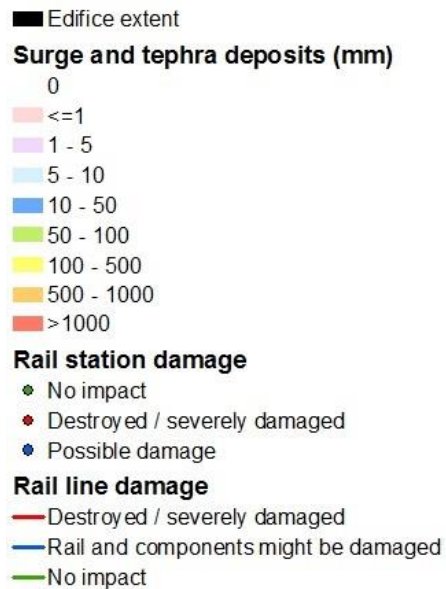 Edifice extent
Surge and tephra deposits (mm)
0
<=1
1 - 5
5 - 10
10 - 50
50 - 100
100 - 500
500 - 1000
>1000
Rail station damage
No impact
Destroyed / severely damaged
Possible damage
Rail line damage
Destroyed / severely damaged
Rail and components might be damaged
No impact